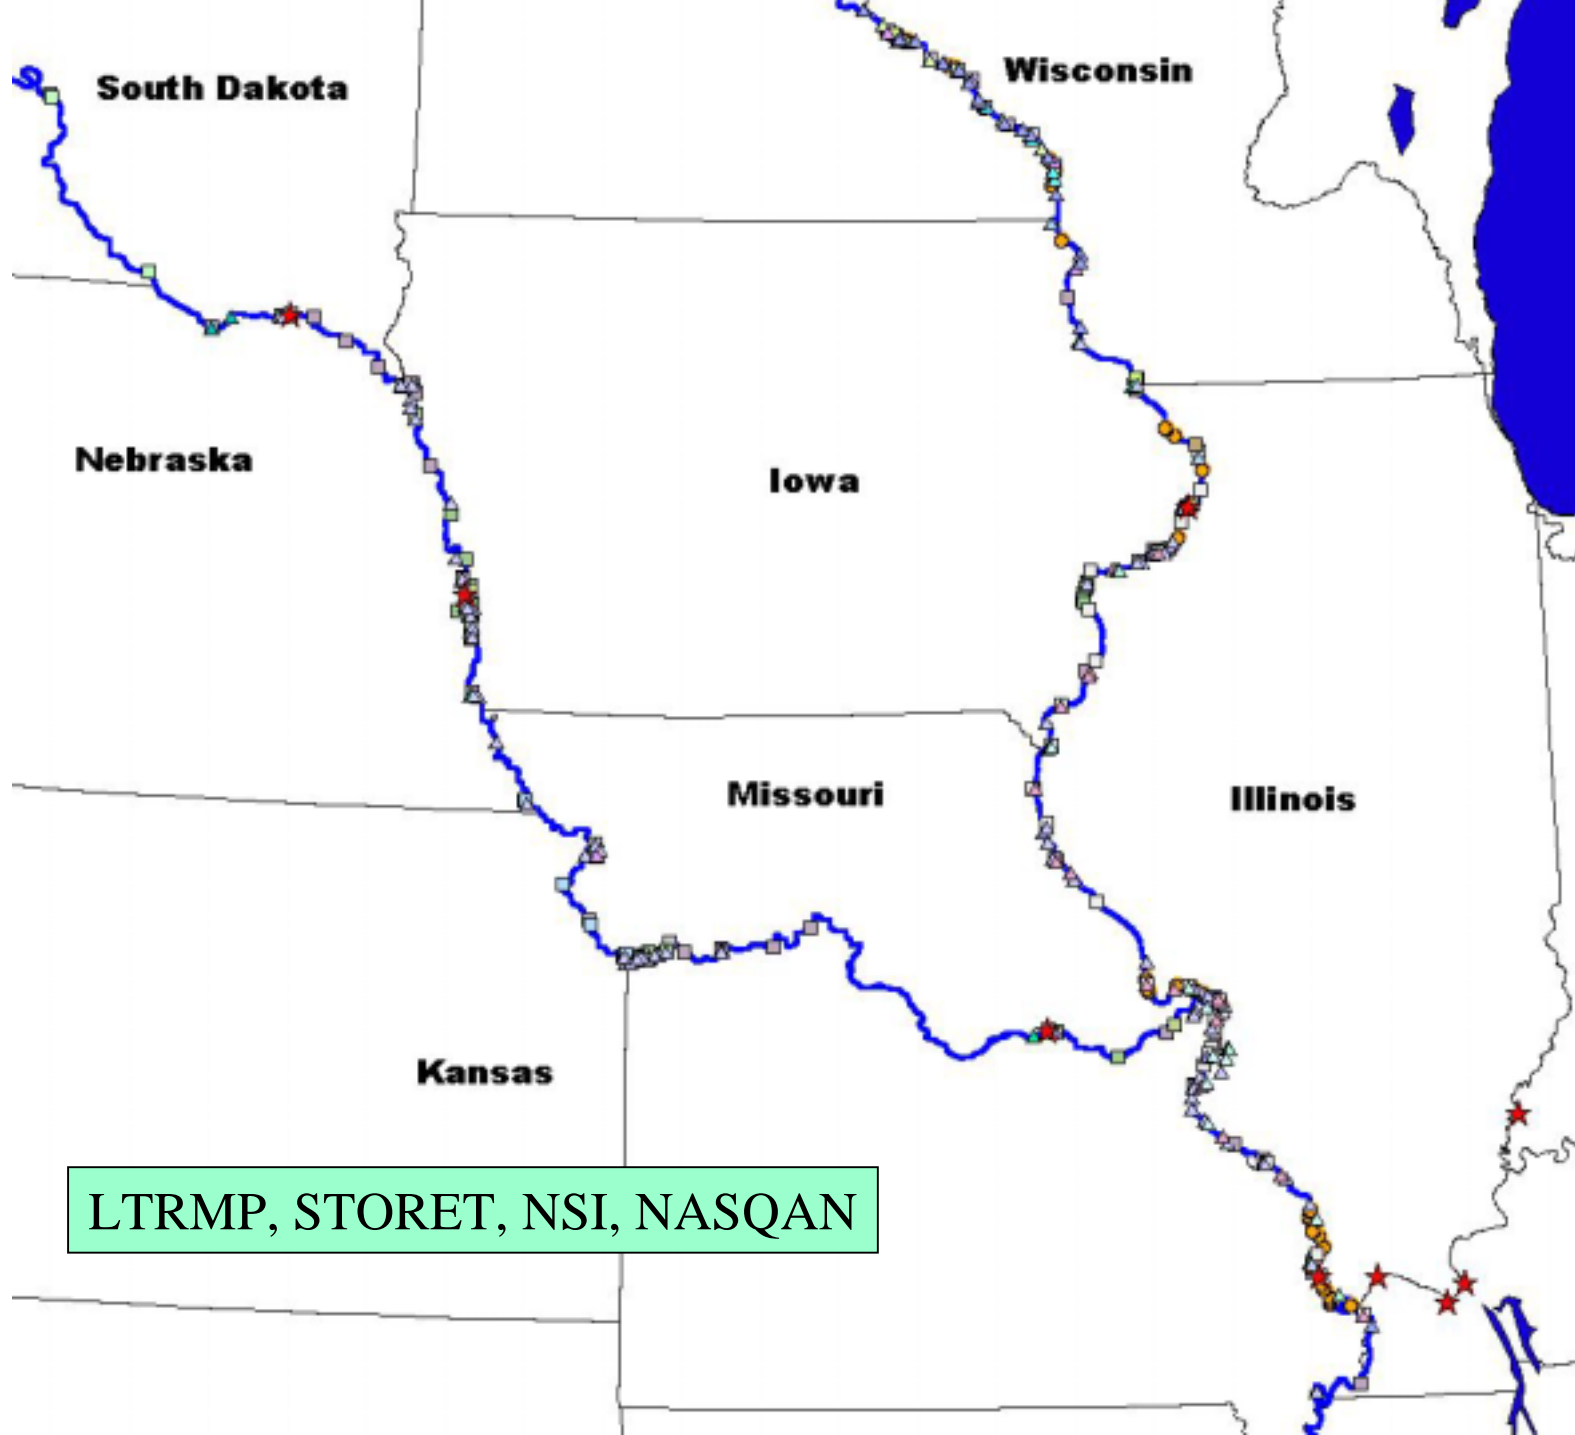 Wisconsin
South Dakota
Nebraska
Iowa
Missouri
Illinois
Kansas
LTRMP, STORET, NSI, NASQAN